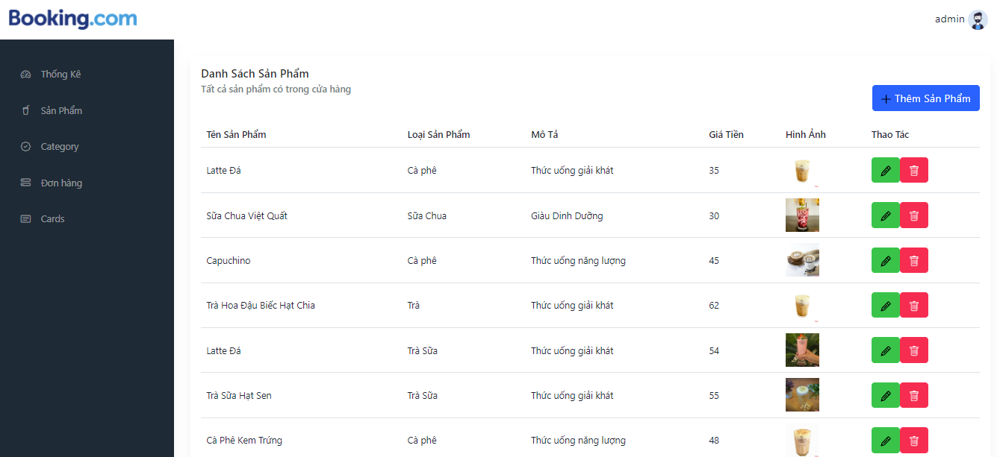 Booking.com
admin
Thống Kê
Sản Phẩm
Category
Đơn hàng
Cards
Danh Sách Sản Phẩm
Tất cả sản phẩm có trong cửa hàng
Thêm Sản Phẩm
Tên Sản Phẩm Loại Sản Phẩm Mô Tả Giá Tiền Hình Ảnh Thao Tác
Latte Đá Cà phê Thức uống giải khát 35
Sữa Chua Việt Quất Sữa Chua Giàu Dinh Dưỡng 30
Capuchino Cà phê Thức uống năng lượng 45
Trà Hoa Đậu Biếc Hạt Chia Trà Thức uống giải khát 62
Latte Đá Trà Sữa Thức uống giải khát 54
Trà Sữa Hạt Sen Trà Sữa Thức uống giải khát 55
Cà Phê Kem Trứng Cà phê Thức uống năng lượng 48